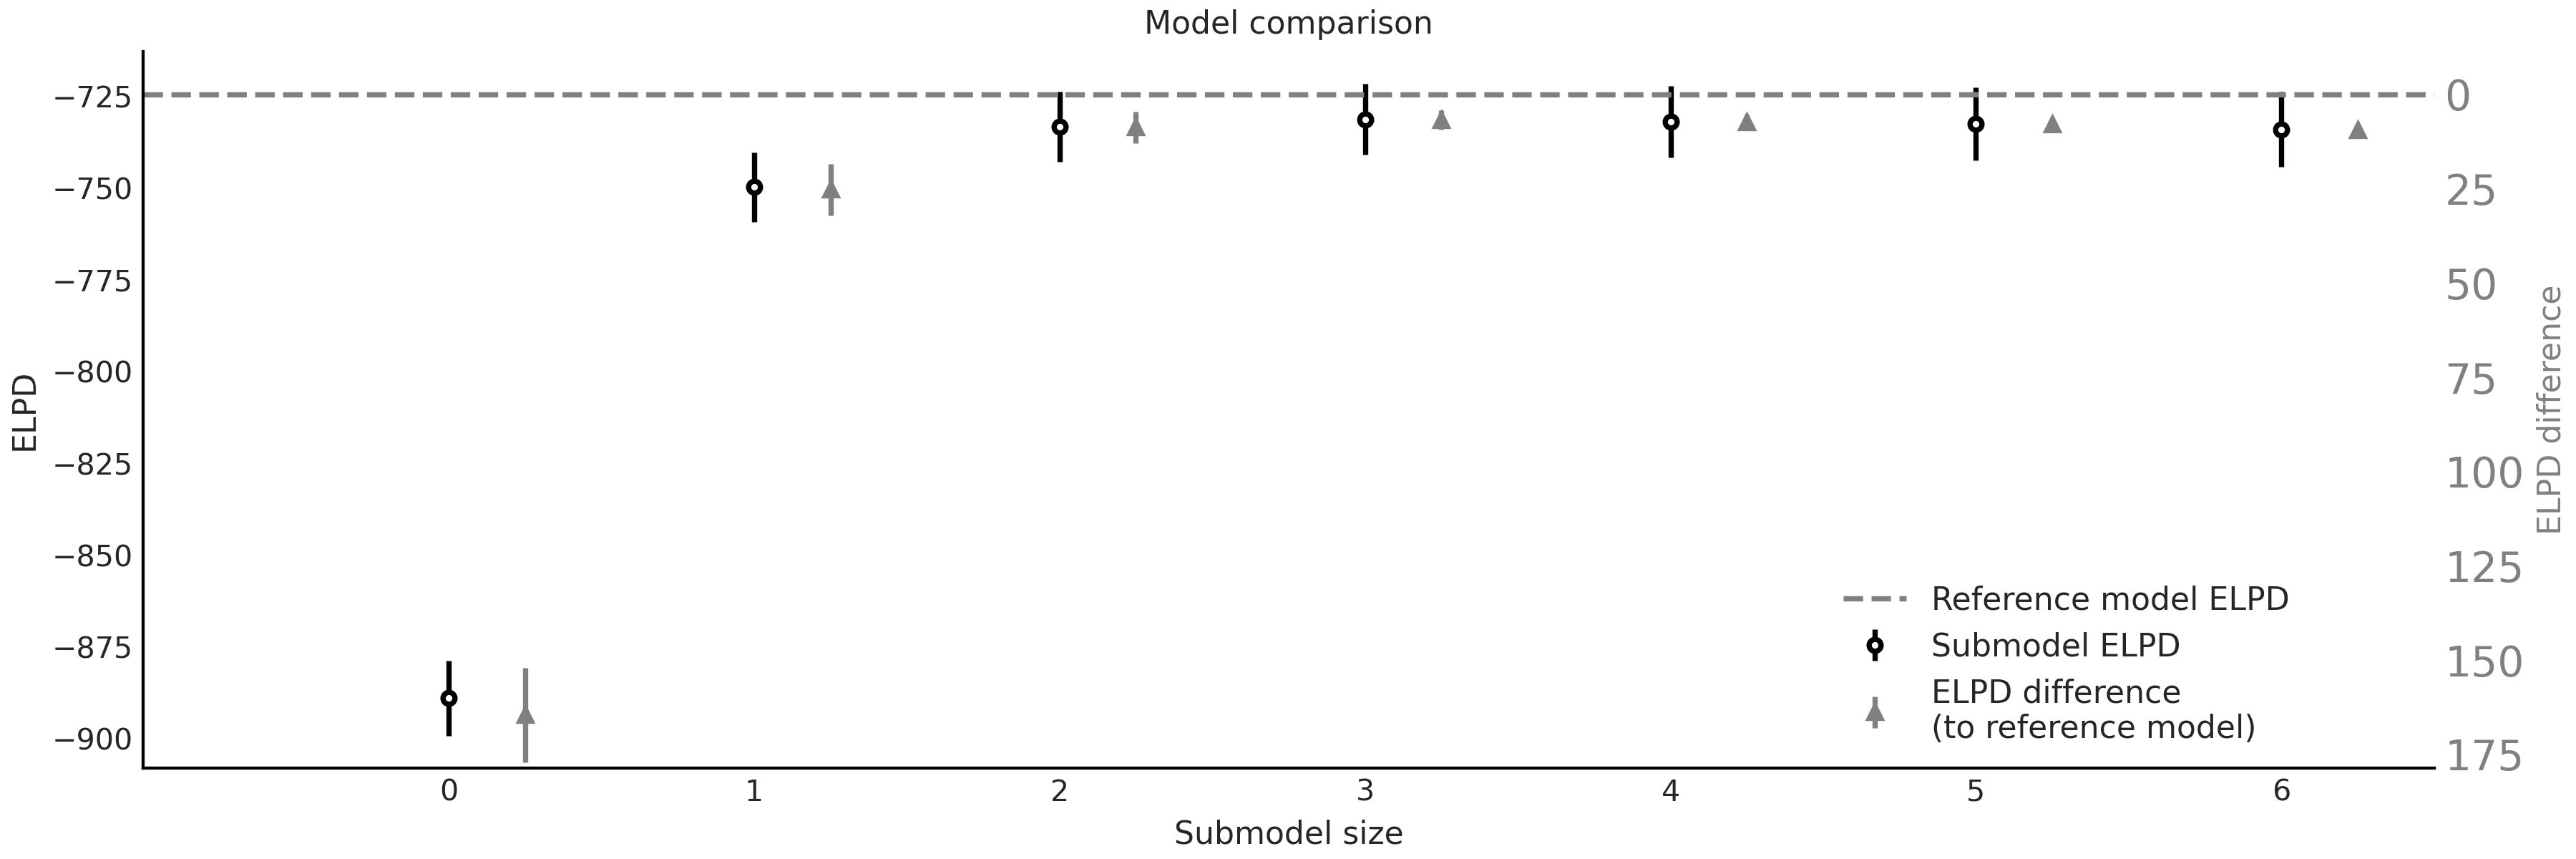 Model comparison
−725
−750
−775
−800
−825
−850
−875
−900
ELPD
0
25
50
75
100
125
150
175
ELPD difference
Reference model ELPD
Submodel ELPD
ELPD difference
(to reference model)
0 1 2 3 4 5 6
Submodel size